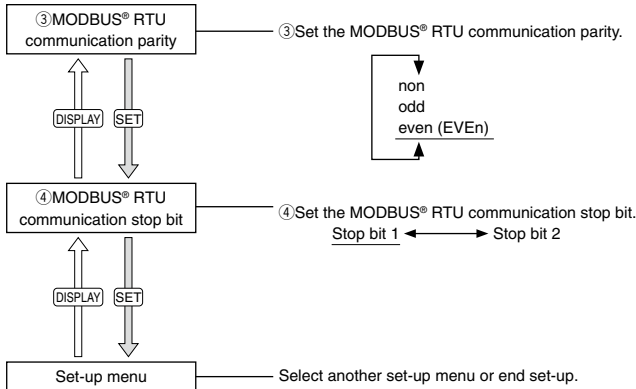 ③MODBUS® RTU
communication parity
③Set the MODBUS® RTU communication parity.
non
odd
even (EVEn)
DISPLAY
SET
④MODBUS® RTU
communication stop bit
④Set the MODBUS® RTU communication stop bit.
Stop bit 1
Stop bit 2
DISPLAY
SET
Set-up menu
Select another set-up menu or end set-up.